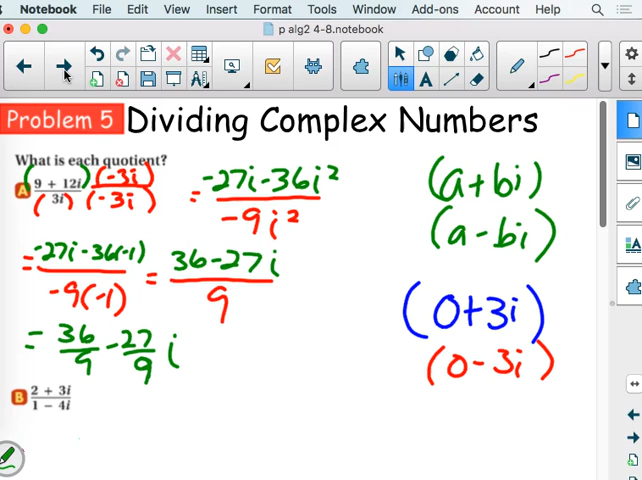 Notebook File Edit View Insert Format Tools Window Add-ons Help
p alg2 4-8.notebook
Problem 5 Dividing Complex Numbers
What is each quotient?
A (9 + 12i)/(3i) (-3i)/(-3i) = -27i-36i²/-9i²
= -27i-36(-1)/-9(-1) = 36-27i/9
= 36/9 - 27/9 i
B 2 + 3i/1 - 4i
(a+bi)
(a-bi)
(0+3i)
(0-3i)